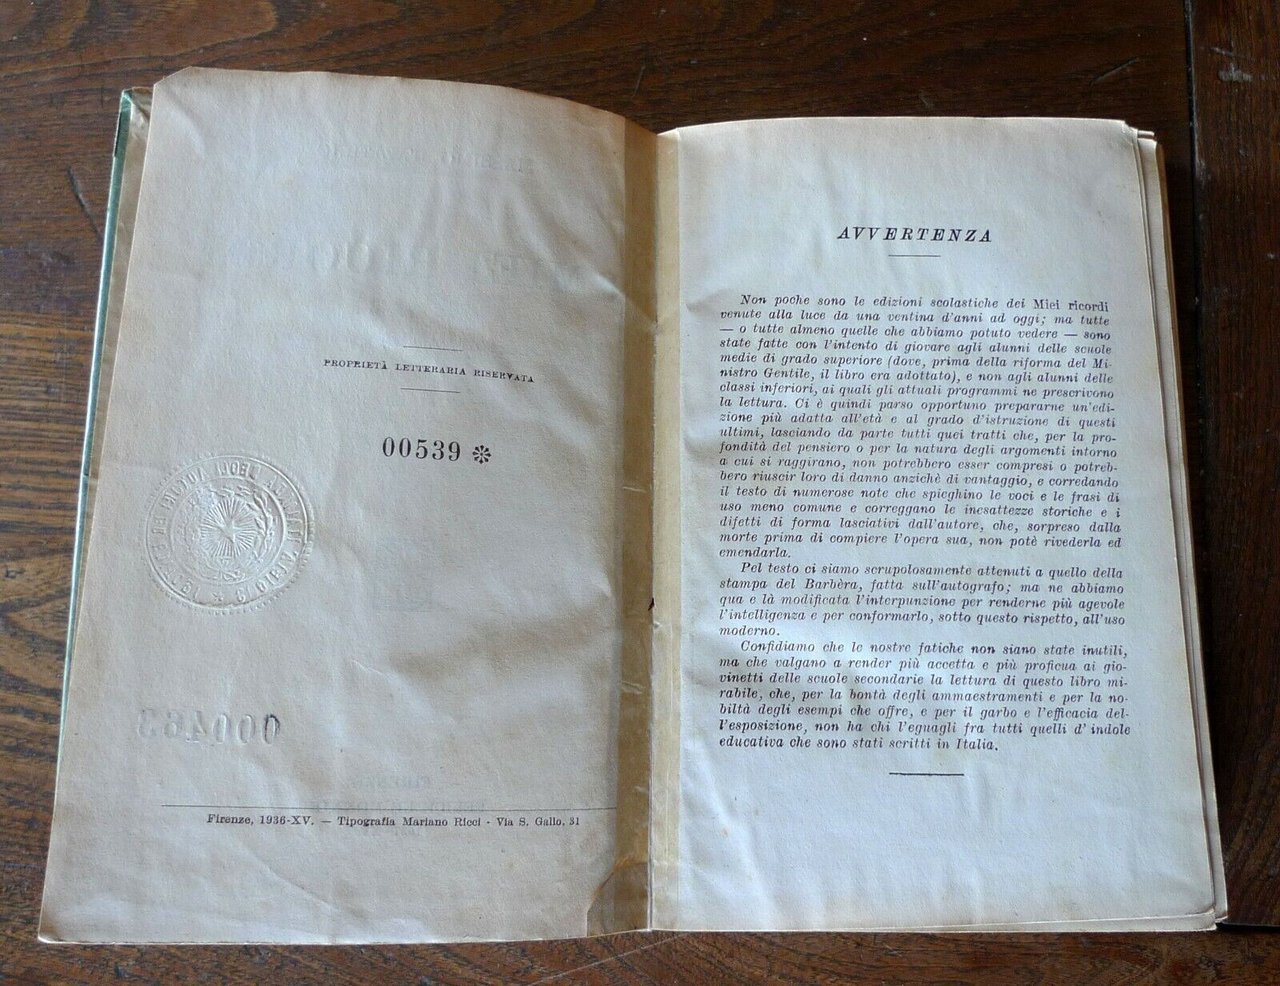 PROPRIETÀ LETTERARIA RISERVATA
00539 *
000463
FIRENZE
Firenze, 1936-XV. — Tipografia Mariano Ricci - Via S. Gallo, 31
AVVERTENZA
Non poche sono le edizioni scolastiche dei Miei ricordi
venute alla luce da una ventina d'anni ad oggi; ma tutte
— o tutte almeno quelle che abbiamo potuto vedere — sono
state fatte con l'intento di giovare agli alunni delle scuole
medie di grado superiore (dove, prima della riforma del Mi-
nistro Gentile, il libro era adottato), e non agli alunni delle
classi inferiori, ai quali gli attuali programmi ne prescrivono
la lettura. Ci è quindi parso opportuno prepararne un'edi-
zione più adatta all'età e al grado d'istruzione di questi
ultimi, lasciando da parte tutti quei tratti che, per la pro-
fondità del pensiero o per la natura degli argomenti intorno
a cui si raggirano, non potrebbero esser compresi o potreb-
bero riuscir loro di danno anzichè di vantaggio, e corredando
il testo di numerose note che spieghino le voci e le frasi di
uso meno comune e correggano le inesattezze storiche e i
difetti di forma lasciativi dall'autore, che, sorpreso dalla
morte prima di compiere l'opera sua, non potè rivederla ed
emendarla.
Pel testo ci siamo scrupolosamente attenuti a quello della
stampa del Barbèra, fatta sull'autografo; ma ne abbiamo
qua e là modificata l'interpunzione per renderne più agevole
l'intelligenza e per conformarlo, sotto questo rispetto, all'uso
moderno.
Confidiamo che le nostre fatiche non siano state inutili,
ma che valgano a render più accetta e più proficua ai gio-
vinetti delle scuole secondarie la lettura di questo libro mi-
rabile, che, per la bontà degli ammaestramenti e per la no-
biltà degli esempi che offre, e per il garbo e l'efficacia del-
l'esposizione, non ha chi l'eguagli fra tutti quelli d'indole
educativa che sono stati scritti in Italia.